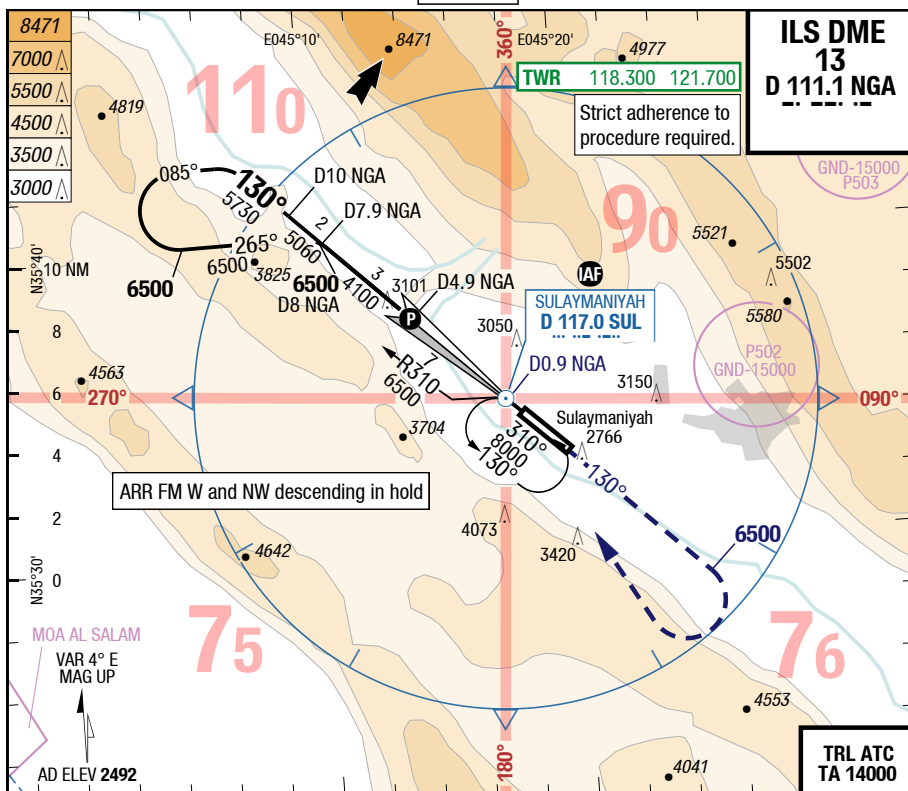 8471
7000
5500
4500
3500
3000
4819
E045°10'
8471
360°
E045°20'
4977
TWR 118.300 121.700
Strict adherence to
procedure required.
ILS DME
13
D 111.1 NGA
110
90
GND-15000
P503
085°
130°
5730
D10 NGA
2
D7.9 NGA
5060
265°
6500
3825
6500
6500
D8 NGA
4100
3
3101
D4.9 NGA
P
IAF
5521
5502
5580
N35°40'
10 NM
8
6
4
2
0
N35°30'
SULAYMANIYAH
D 117.0 SUL
D0.9 NGA
3050
3150
P502
GND-15000
7
R310
6500
4563
270°
090°
3704
Sulaymaniyah
2766
310°
8000
130°
130°
ARR FM W and NW descending in hold
4073
3420
6500
4642
75
76
MOA AL SALAM
VAR 4° E
MAG UP
AD ELEV 2492
180°
4553
4041
TRL ATC
TA 14000